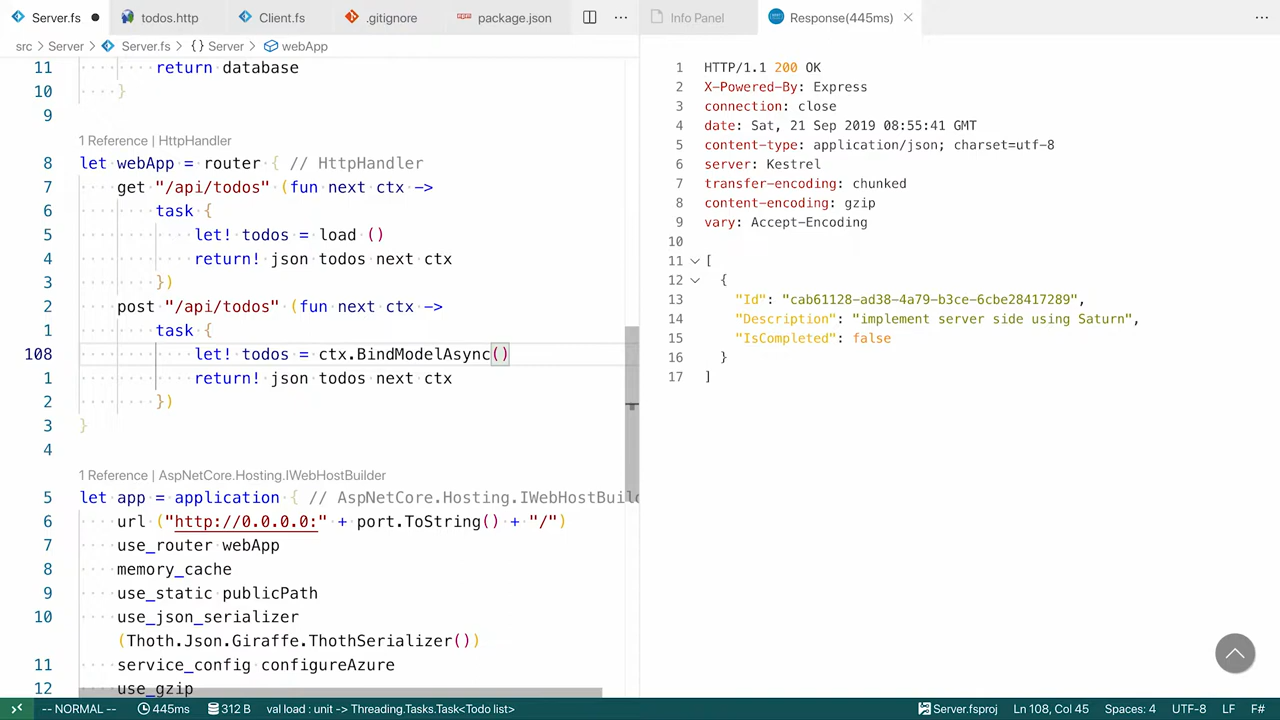 Server.fs
todos.http
Client.fs
.gitignore
package.json
Info Panel
Response(445ms)
src > Server > Server.fs > {} Server > webApp
11 return database
10 }
9
1 Reference | HttpHandler
8 let webApp = router { // HttpHandler
7 get "/api/todos" (fun next ctx ->
6 task {
5 let! todos = load ()
4 return! json todos next ctx
3 })
2 post "/api/todos" (fun next ctx ->
1 task {
108 let! todos = ctx.BindModelAsync()
1 return! json todos next ctx
2 })
3 }
4
1 Reference | AspNetCore.Hosting.IWebHostBuilder
5 let app = application { // AspNetCore.Hosting.IWebHostBuil
6 url ("http://0.0.0.0:" + port.ToString() + "/")
7 use_router webApp
8 memory_cache
9 use_static publicPath
10 use_json_serializer
(Thoth.Json.Giraffe.ThothSerializer())
11 service_config configureAzure
12 use_gzip
1 HTTP/1.1 200 OK
2 X-Powered-By: Express
3 connection: close
4 date: Sat, 21 Sep 2019 08:55:41 GMT
5 content-type: application/json; charset=utf-8
6 server: Kestrel
7 transfer-encoding: chunked
8 content-encoding: gzip
9 vary: Accept-Encoding
10
11 [
12 {
13 "Id": "cab61128-ad38-4a79-b3ce-6cbe28417289",
14 "Description": "implement server side using Saturn",
15 "IsCompleted": false
16 }
17 ]
-- NORMAL -- 445ms 312 B val load : unit -> Threading.Tasks.Task<Todo list> Server.fsproj Ln 108, Col 45 Spaces: 4 UTF-8 LF F#